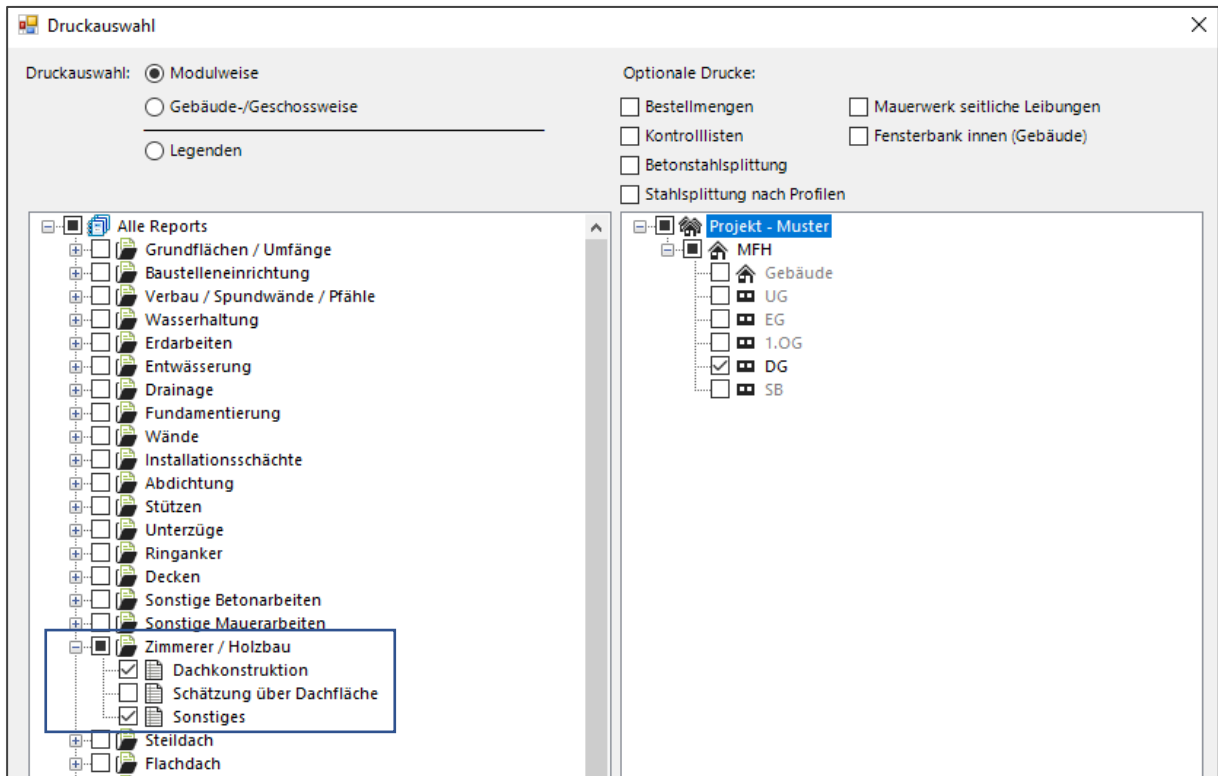 Druckauswahl
Druckauswahl: Modulweise
Gebäude-/Geschossweise
Legenden
Optionale Drucke:
Bestellmengen Mauerwerk seitliche Leibungen
Kontrolllisten Fensterbank innen (Gebäude)
Betonstahlsplittung
Stahlsplittung nach Profilen
Alle Reports
Grundflächen / Umfänge
Baustelleneinrichtung
Verbau / Spundwände / Pfähle
Wasserhaltung
Erdarbeiten
Entwässerung
Drainage
Fundamentierung
Wände
Installationsschächte
Abdichtung
Stützen
Unterzüge
Ringanker
Decken
Sonstige Betonarbeiten
Sonstige Mauerarbeiten
Zimmerer / Holzbau
Dachkonstruktion
Schätzung über Dachfläche
Sonstiges
Steildach
Flachdach
Projekt - Muster
MFH
Gebäude
UG
EG
1.OG
DG
SB